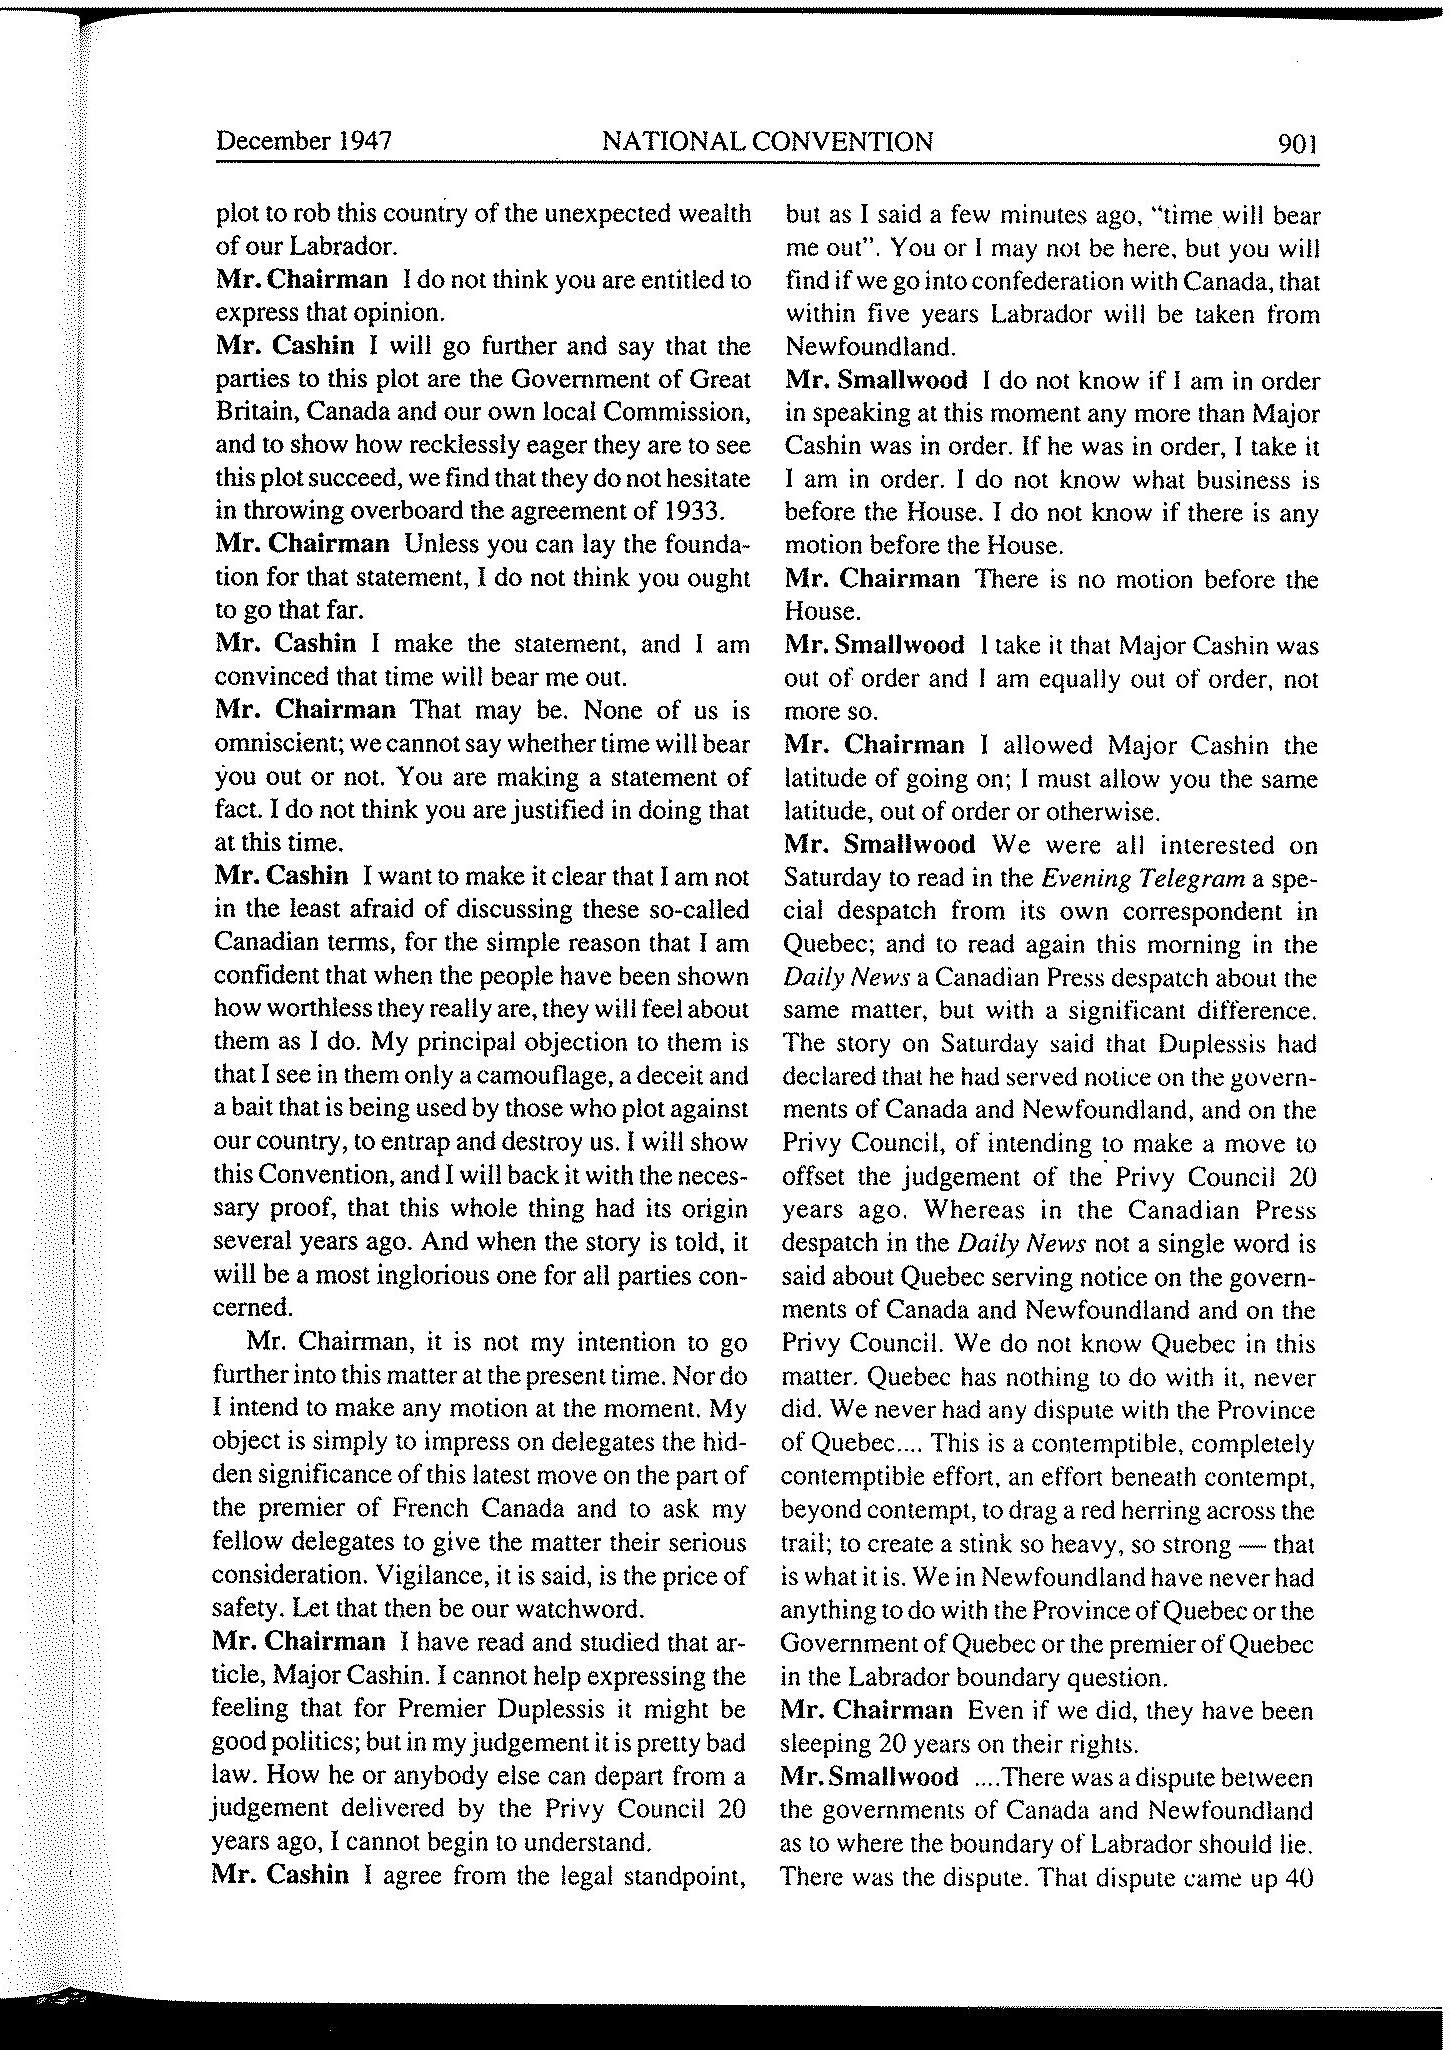 December 1947 NATIONAL CONVENTION 901
plot to rob this country of the unexpected wealth
of our Labrador.
Mr. Chairman I do not think you are entitled to
express that opinion.
Mr. Cashin I will go further and say that the
parties to this plot are the Government of Great
Britain, Canada and our own local Commission,
and to show how recklessly eager they are to see
this plot succeed, we find that they do not hesitate
in throwing overboard the agreement of 1933.
Mr. Chairman Unless you can lay the founda-
tion for that statement, I do not think you ought
to go that far.
Mr. Cashin I make the statement, and I am
convinced that time will bear me out.
Mr. Chairman That may be. None of us is
omniscient; we cannot say whether time will bear
you out or not. You are making a statement of
fact. I do not think you are justified in doing that
at this time.
Mr. Cashin I want to make it clear that I am not
in the least afraid of discussing these so-called
Canadian terms, for the simple reason that I am
confident that when the people have been shown
how worthless they really are, they will feel about
them as I do. My principal objection to them is
that I see in them only a camouflage, a deceit and
a bait that is being used by those who plot against
our country, to entrap and destroy us. I will show
this Convention, and I will back it with the neces-
sary proof, that this whole thing had its origin
several years ago. And when the story is told, it
will be a most inglorious one for all parties con-
cerned.
Mr. Chairman, it is not my intention to go
further into this matter at the present time. Nor do
I intend to make any motion at the moment. My
object is simply to impress on delegates the hid-
den significance of this latest move on the part of
the premier of French Canada and to ask my
fellow delegates to give the matter their serious
consideration. Vigilance, it is said, is the price of
safety. Let that then be our watchword.
Mr. Chairman I have read and studied that ar-
ticle, Major Cashin. I cannot help expressing the
feeling that for Premier Duplessis it might be
good politics; but in my judgement it is pretty bad
law. How he or anybody else can depart from a
judgement delivered by the Privy Council 20
years ago, I cannot begin to understand.
Mr. Cashin I agree from the legal standpoint,
but as I said a few minutes ago, "time will bear
me out". You or I may not be here, but you will
find if we go into confederation with Canada, that
within five years Labrador will be taken from
Newfoundland.
Mr. Smallwood I do not know if I am in order
in speaking at this moment any more than Major
Cashin was in order. If he was in order, I take it
I am in order. I do not know what business is
before the House. I do not know if there is any
motion before the House.
Mr. Chairman There is no motion before the
House.
Mr. Smallwood I take it that Major Cashin was
out of order and I am equally out of order, not
more so.
Mr. Chairman I allowed Major Cashin the
latitude of going on; I must allow you the same
latitude, out of order or otherwise.
Mr. Smallwood We were all interested on
Saturday to read in the Evening Telegram a spe-
cial despatch from its own correspondent in
Quebec; and to read again this morning in the
Daily News a Canadian Press despatch about the
same matter, but with a significant difference.
The story on Saturday said that Duplessis had
declared that he had served notice on the govern-
ments of Canada and Newfoundland, and on the
Privy Council, of intending to make a move to
offset the judgement of the Privy Council 20
years ago. Whereas in the Canadian Press
despatch in the Daily News not a single word is
said about Quebec serving notice on the govern-
ments of Canada and Newfoundland and on the
Privy Council. We do not know Quebec in this
matter. Quebec has nothing to do with it, never
did. We never had any dispute with the Province
of Quebec.... This is a contemptible, completely
contemptible effort, an effort beneath contempt,
beyond contempt, to drag a red herring across the
trail; to create a stink so heavy, so strong — that
is what it is. We in Newfoundland have never had
anything to do with the Province of Quebec or the
Government of Quebec or the premier of Quebec
in the Labrador boundary question.
Mr. Chairman Even if we did, they have been
sleeping 20 years on their rights.
Mr. Smallwood ....There was a dispute between
the governments of Canada and Newfoundland
as to where the boundary of Labrador should lie.
There was the dispute. That dispute came up 40